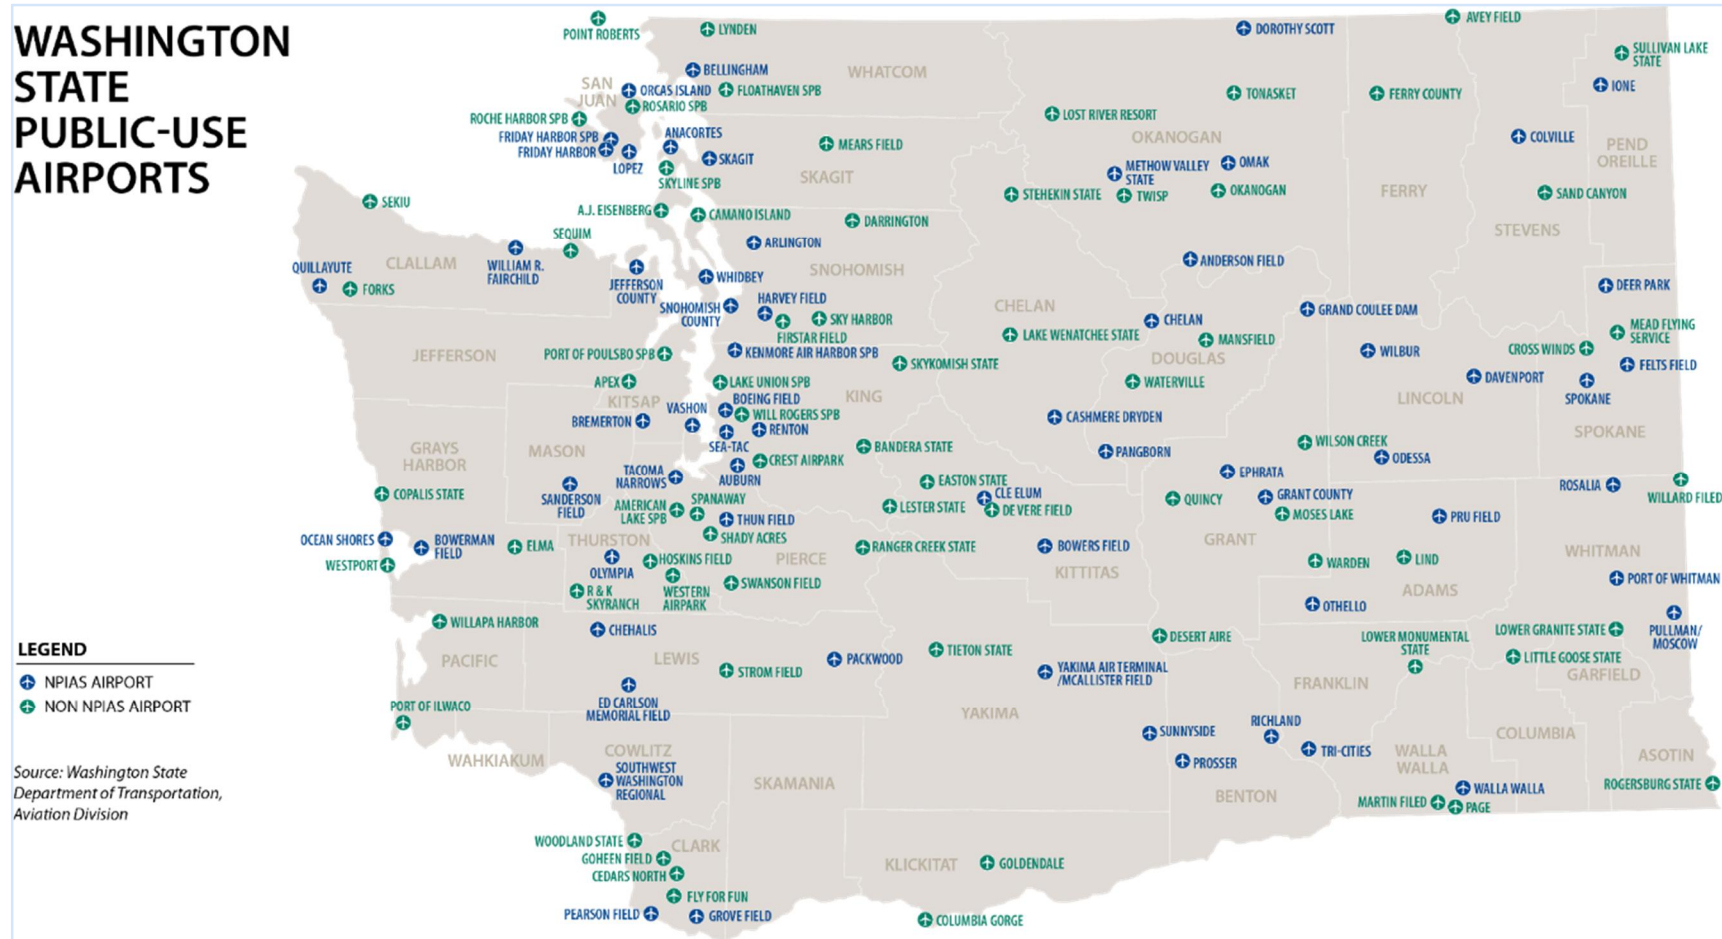 WASHINGTON
STATE
PUBLIC-USE
AIRPORTS
POINT ROBERTS
LYNDEN
DOROTHY SCOTT
AVEY FIELD
SULLIVAN LAKE
STATE
BELLINGHAM
WHATCOM
SAN
JUAN
ORCAS ISLAND
FLOATHAVEN SPB
ROSARIO SPB
TONASKET
FERRY COUNTY
IONE
ROCHE HARBOR SPB
LOST RIVER RESORT
FRIDAY HARBOR SPB
FRIDAY HARBOR
ANACORTES
LOPEZ
SKAGIT
MEARS FIELD
OKANOGAN
COLVILLE
PEND
OREILLE
SKYLINE SPB
SKAGIT
METHOW VALLEY
STATE
OMAK
STEHEKIN STATE
TWISP
OKANOGAN
FERRY
SAND CANYON
SEKIU
A.J. EISENBERG
CAMANO ISLAND
DARRINGTON
STEVENS
SEQUIM
ARLINGTON
QUILLAYUTE
CLALLAM
WILLIAM R.
FAIRCHILD
FORKS
JEFFERSON
COUNTY
WHIDBEY
SNOHOMISH
ANDERSON FIELD
DEER PARK
SNOHOMISH
COUNTY
HARVEY FIELD
SKY HARBOR
FIRSTAR FIELD
CHELAN
CHELAN
GRAND COULEE DAM
LAKE WENATCHEE STATE
MANSFIELD
MEAD FLYING
SERVICE
JEFFERSON
PORT OF POULSBO SPB
KENMORE AIR HARBOR SPB
SKYKOMISH STATE
DOUGLAS
WILBUR
CROSS WINDS
FELTS FIELD
APEX
LAKE UNION SPB
WATERVILLE
DAVENPORT
SPOKANE
KITSAP
BOEING FIELD
KING
LINCOLN
BREMERTON
VASHON
WILL ROGERS SPB
RENTON
CASHMERE DRYDEN
SPOKANE
SEA-TAC
GRAYS
HARBOR
MASON
BANDERA STATE
PANGBORN
WILSON CREEK
ODESSA
CREST AIRPARK
TACOMA
NARROWS
AUBURN
EPHRATA
COPALIS STATE
SANDERSON
FIELD
EASTON STATE
CLE ELUM
QUINCY
GRANT COUNTY
ROSALIA
WILLARD FILED
AMERICAN
LAKE SPB
SPANAWAY
LESTER STATE
DE VERE FIELD
MOSES LAKE
PRU FIELD
THUN FIELD
OCEAN SHORES
BOWERMAN
FIELD
ELMA
THURSTON
SHADY ACRES
RANGER CREEK STATE
BOWERS FIELD
GRANT
WHITMAN
WESTPORT
OLYMPIA
HOSKINS FIELD
PIERCE
KITTITAS
WARDEN
LIND
PORT OF WHITMAN
R & K
SKYRANCH
WESTERN
AIRPARK
SWANSON FIELD
ADAMS
OTHELLO
WILLAPA HARBOR
CHEHALIS
DESERT AIRE
LOWER MONUMENTAL
STATE
LOWER GRANITE STATE
PULLMAN/
MOSCOW
LEGEND
NPIAS AIRPORT
NON NPIAS AIRPORT
PACIFIC
LEWIS
STROM FIELD
PACKWOOD
TIETON STATE
YAKIMA AIR TERMINAL
/MCALLISTER FIELD
LITTLE GOOSE STATE
GARFIELD
FRANKLIN
PORT OF ILWACO
ED CARLSON
MEMORIAL FIELD
YAKIMA
SUNNYSIDE
RICHLAND
COLUMBIA
WAHKIAKUM
COWLITZ
PROSSER
TRI-CITIES
WALLA
WALLA
ASOTIN
Source: Washington State
Department of Transportation,
Aviation Division
SOUTHWEST
WASHINGTON
REGIONAL
SKAMANIA
BENTON
WALLA WALLA
ROGERSBURG STATE
MARTIN FILED
PAGE
WOODLAND STATE
CLARK
GOHEEN FIELD
CEDARS NORTH
KLICKITAT
GOLDENDALE
FLY FOR FUN
PEARSON FIELD
GROVE FIELD
COLUMBIA GORGE